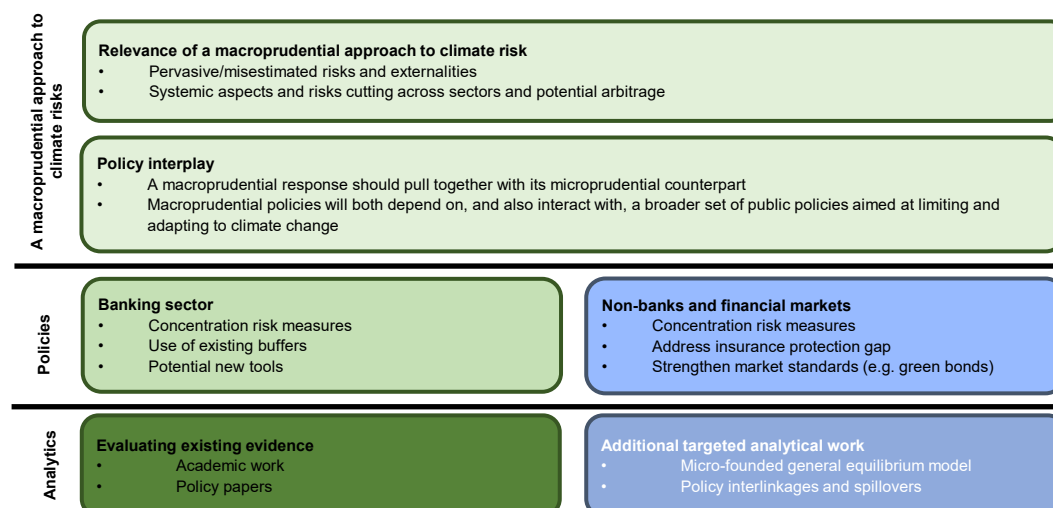 A macroprudential approach to
climate risks
Relevance of a macroprudential approach to climate risk
• Pervasive/misestimated risks and externalities
• Systemic aspects and risks cutting across sectors and potential arbitrage
Policy interplay
• A macroprudential response should pull together with its microprudential counterpart
• Macroprudential policies will both depend on, and also interact with, a broader set of public policies aimed at limiting and
adapting to climate change
Policies
Banking sector
• Concentration risk measures
• Use of existing buffers
• Potential new tools
Non-banks and financial markets
• Concentration risk measures
• Address insurance protection gap
• Strengthen market standards (e.g. green bonds)
Analytics
Evaluating existing evidence
• Academic work
• Policy papers
Additional targeted analytical work
• Micro-founded general equilibrium model
• Policy interlinkages and spillovers